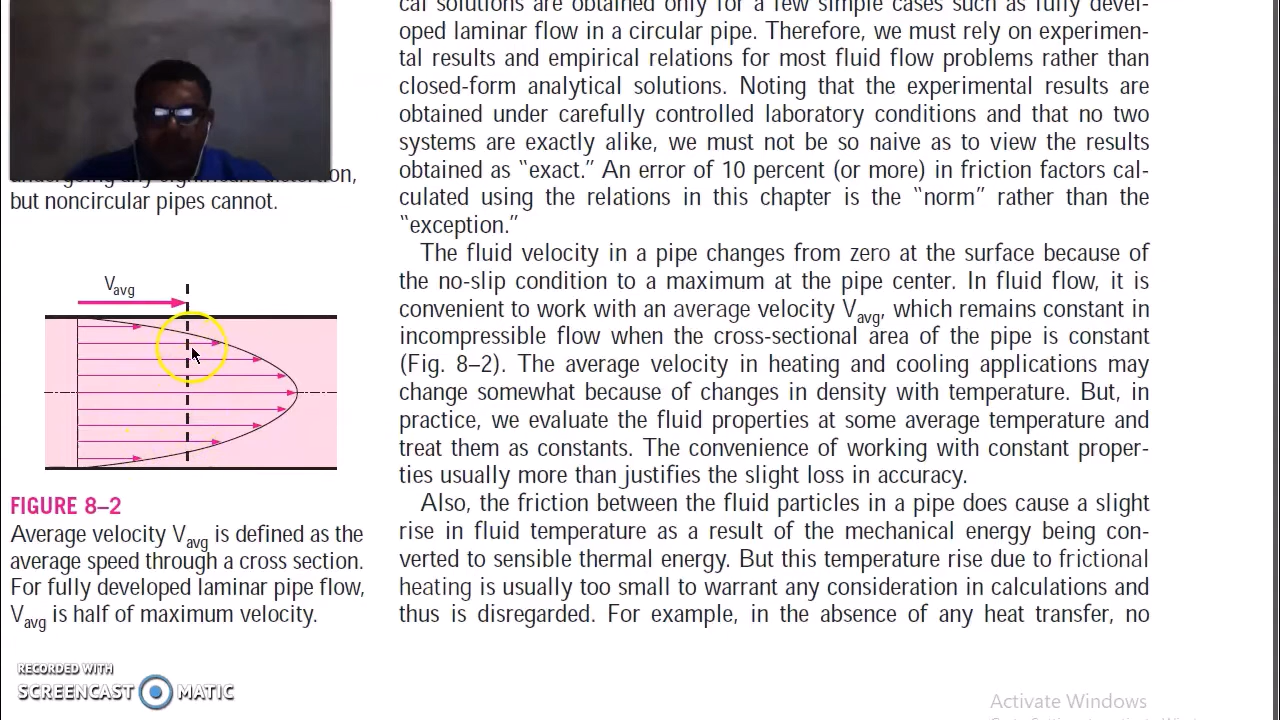 cal solutions are obtained only for a few simple cases such as fully devel-
oped laminar flow in a circular pipe. Therefore, we must rely on experimen-
tal results and empirical relations for most fluid flow problems rather than
closed-form analytical solutions. Noting that the experimental results are
obtained under carefully controlled laboratory conditions and that no two
systems are exactly alike, we must not be so naive as to view the results
obtained as “exact.” An error of 10 percent (or more) in friction factors cal-
culated using the relations in this chapter is the “norm” rather than the
“exception.”
The fluid velocity in a pipe changes from zero at the surface because of
the no-slip condition to a maximum at the pipe center. In fluid flow, it is
convenient to work with an average velocity Vavg, which remains constant in
incompressible flow when the cross-sectional area of the pipe is constant
(Fig. 8–2). The average velocity in heating and cooling applications may
change somewhat because of changes in density with temperature. But, in
practice, we evaluate the fluid properties at some average temperature and
treat them as constants. The convenience of working with constant proper-
ties usually more than justifies the slight loss in accuracy.
Also, the friction between the fluid particles in a pipe does cause a slight
rise in fluid temperature as a result of the mechanical energy being con-
verted to sensible thermal energy. But this temperature rise due to frictional
heating is usually too small to warrant any consideration in calculations and
thus is disregarded. For example, in the absence of any heat transfer, no
undergoing any significant distortion,
but noncircular pipes cannot.
Vavg
FIGURE 8–2
Average velocity Vavg is defined as the
average speed through a cross section.
For fully developed laminar pipe flow,
Vavg is half of maximum velocity.
RECORDED WITH
SCREENCAST MATIC
Activate Windows